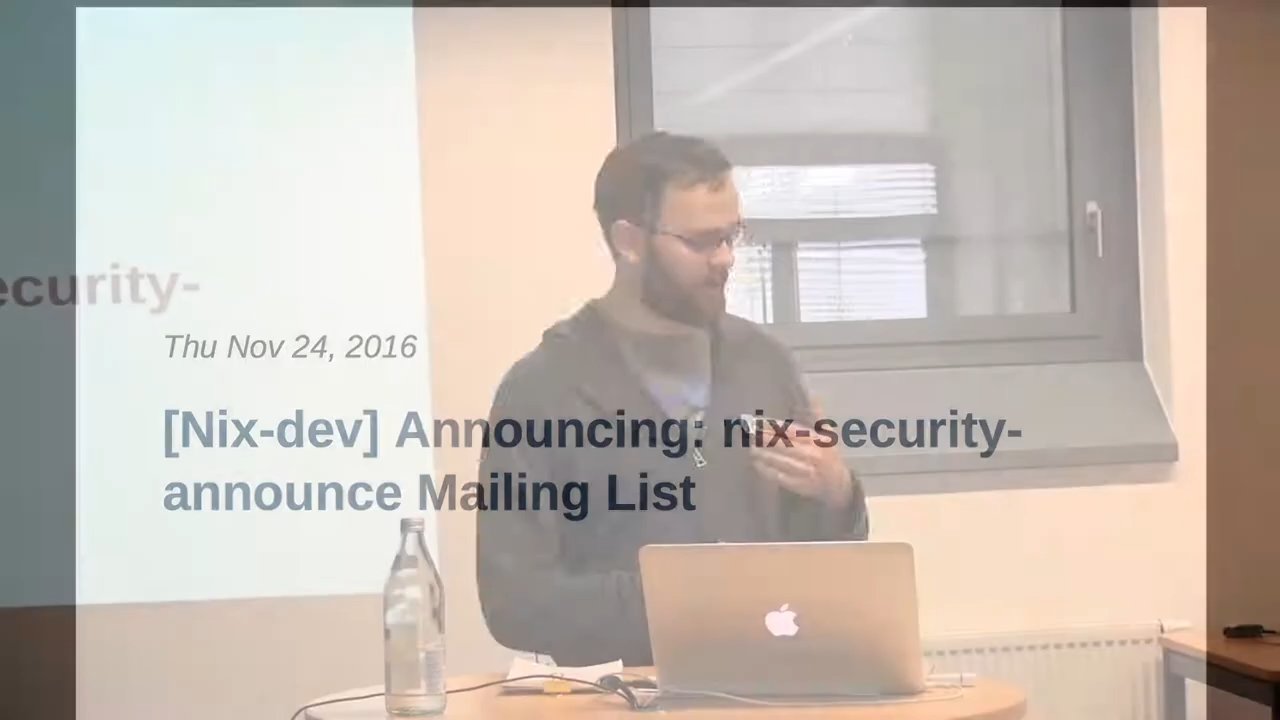 ecurity-
Thu Nov 24, 2016
[Nix-dev] Announcing: nix-security-
announce Mailing List